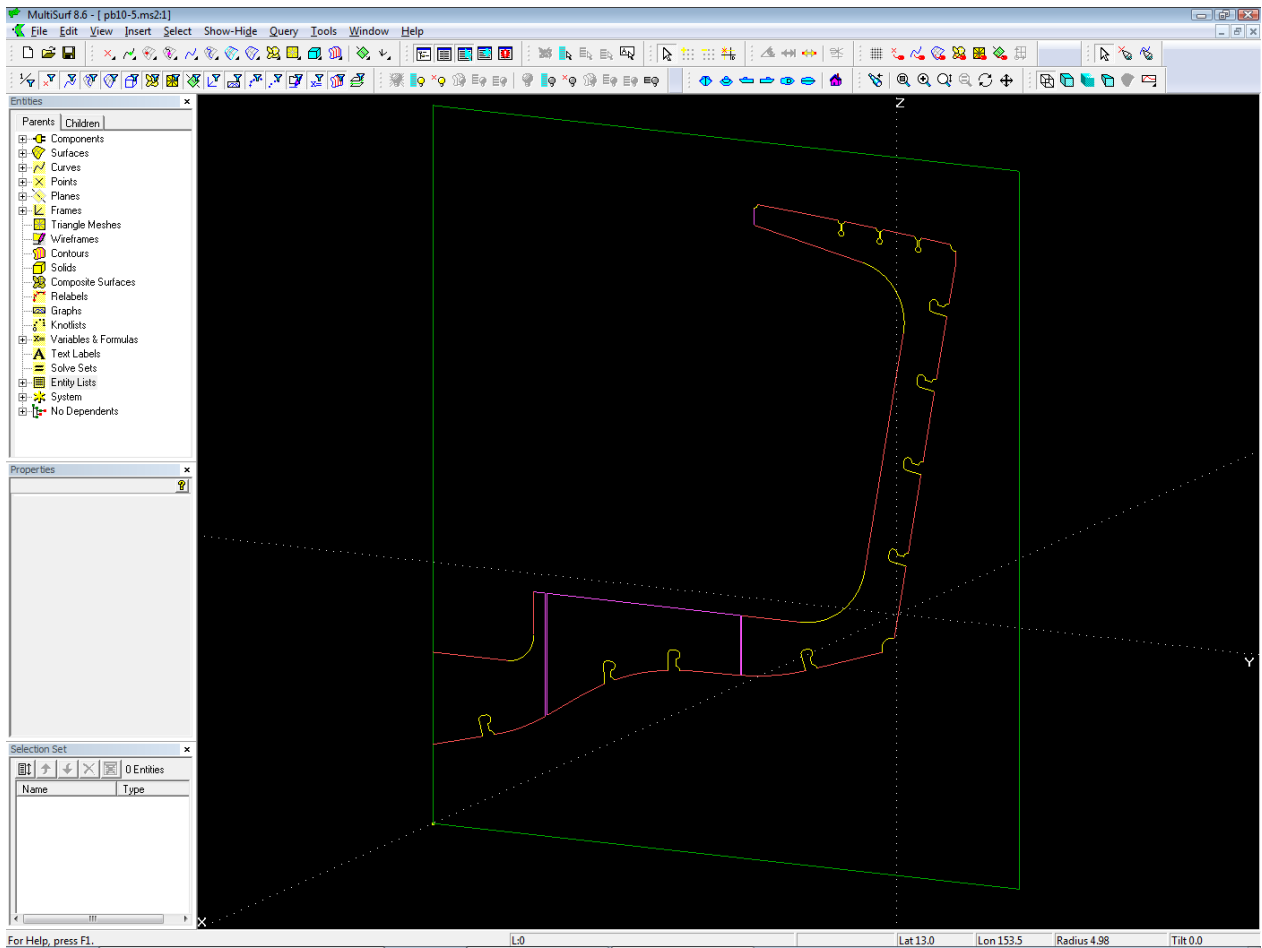 MultiSurf 8.6 - [ pb10-5.ms2:1]
File Edit View Insert Select Show-Hide Query Tools Window Help
Entities
Parents Children
Components
Surfaces
Curves
Points
Planes
Frames
Triangle Meshes
Wireframes
Contours
Solids
Composite Surfaces
Relabels
Graphs
Knotlists
Variables & Formulas
Text Labels
Solve Sets
Entity Lists
System
No Dependents
Properties
Selection Set
0 Entities
Name Type
Z
Y
X
For Help, press F1. L:0 Lat 13.0 Lon 153.5 Radius 4.98 Tilt 0.0